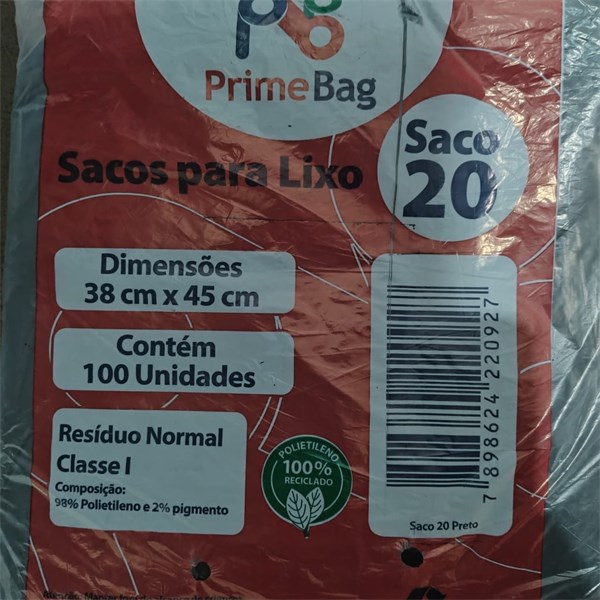 PrimeBag
Sacos para Lixo
Saco
20
Dimensões
38 cm x 45 cm
Contém
100 Unidades
Resíduo Normal
Classe I
Composição:
98% Polietileno e 2% pigmento
POLIETILENO
100%
RECICLADO
7 898624 220927
Saco 20 Preto